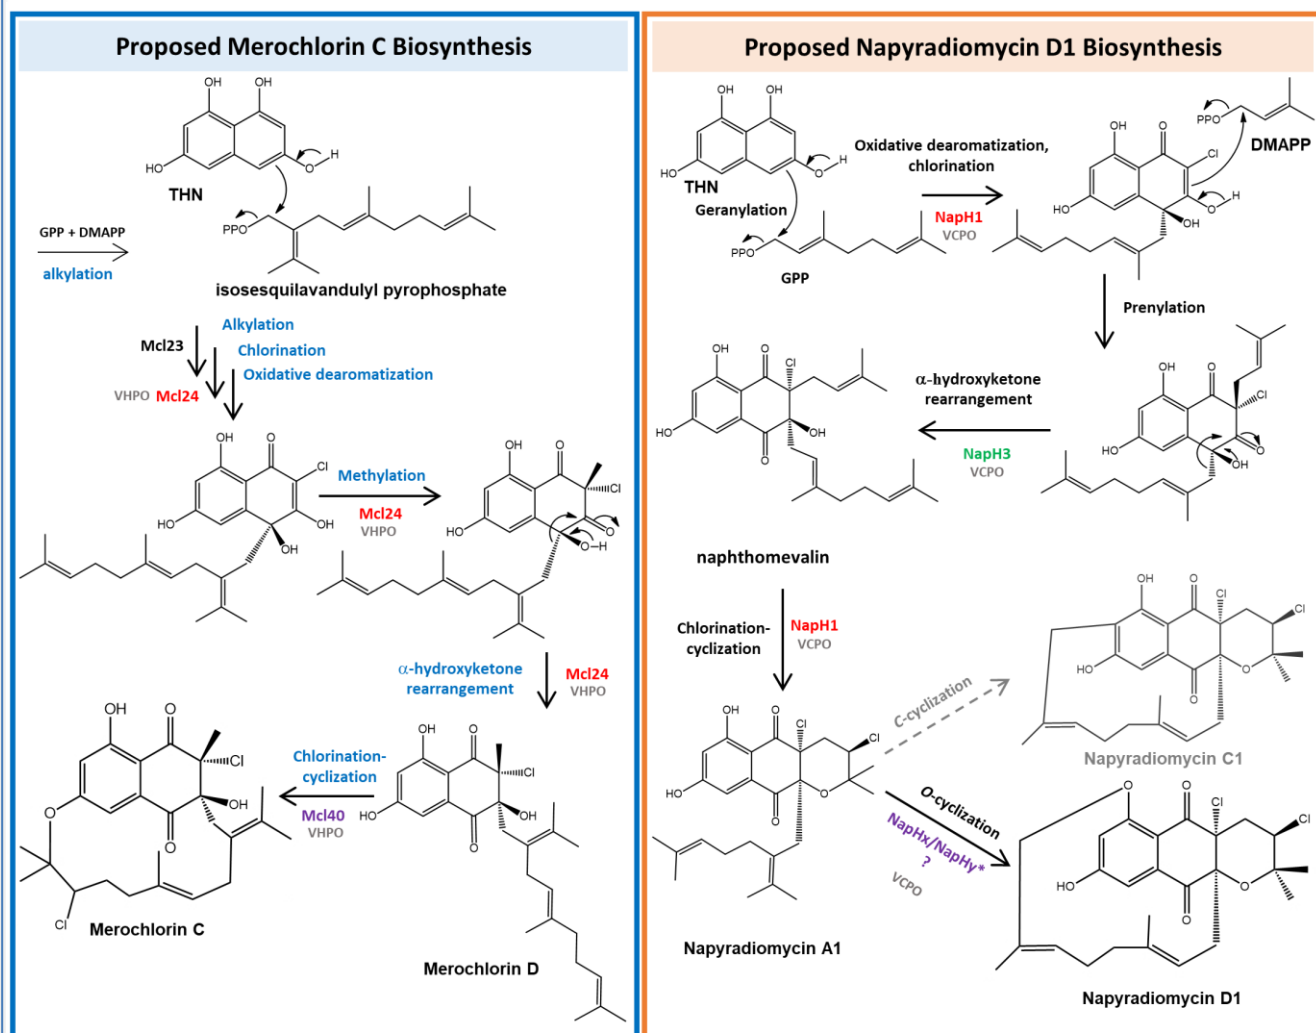 Proposed Merochlorin C Biosynthesis
OH
OH
HO
O
H
THN
PPO
GPP + DMAPP
alkylation
isosesquilavandulyl pyrophosphate
Mcl23
Alkylation
Chlorination
Oxidative dearomatization
VHPO Mcl24
OH
O
Cl
HO
OH
OH
Methylation
Mcl24
VHPO
OH
O
Cl
HO
O
O-H
α-hydroxyketone
rearrangement
Mcl24
VHPO
OH
O
Cl
OH
O
O
Cl
Merochlorin C
Chlorination-
cyclization
Mcl40
VHPO
OH
O
Cl
HO
OH
O
Merochlorin D
Proposed Napyradiomycin D1 Biosynthesis
OH
OH
HO
O
H
THN
Geranylation
PPO
GPP
Oxidative dearomatization,
chlorination
NapH1
VCPO
OH
O
Cl
HO
O
H
OH
PPO
DMAPP
Prenylation
OH
O
Cl
HO
O
OH
α-hydroxyketone
rearrangement
NapH3
VCPO
OH
O
Cl
HO
OH
O
naphthomevalin
Chlorination-
cyclization
NapH1
VCPO
OH
O
Cl
Cl
HO
O
O
Napyradiomycin A1
C-cyclization
OH
O
Cl
Cl
HO
O
O
Napyradiomycin C1
O-cyclization
NapHx/NapHy*
?
VCPO
O
O
Cl
Cl
HO
O
O
Napyradiomycin D1